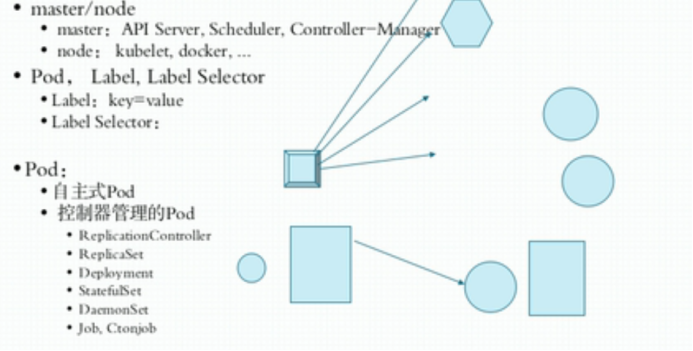 master/node
master：API Server, Scheduler, Controller-Manager
node；kubelet, docker, ...
Pod， Label, Label Selector
Label；key=value
Label Selector：
Pod：
自主式Pod
控制器管理的Pod
ReplicationController
ReplicaSet
Deployment
StatefulSet
DaemonSet
Job, Ctonjob